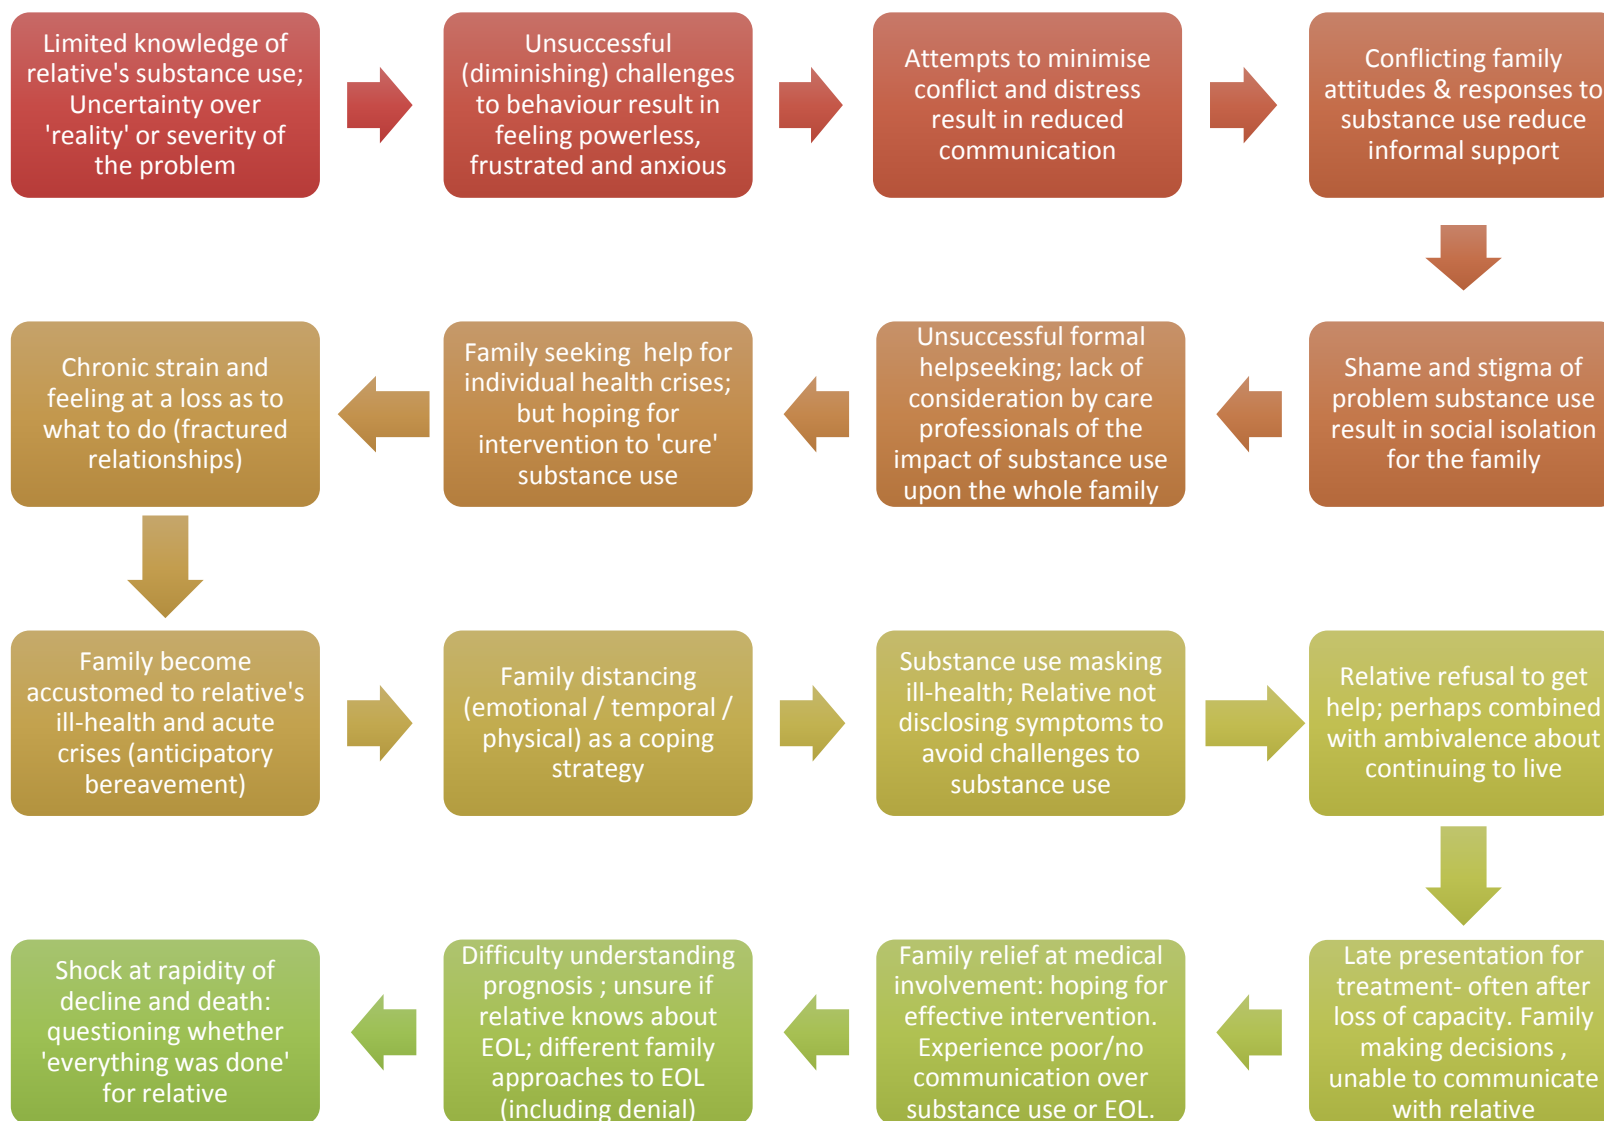 Limited knowledge of
relative's substance use;
Uncertainty over
'reality' or severity of
the problem
Unsuccessful
(diminishing) challenges
to behaviour result in
feeling powerless,
frustrated and anxious
Attempts to minimise
conflict and distress
result in reduced
communication
Conflicting family
attitudes & responses to
substance use reduce
informal support
Shame and stigma of
problem substance use
result in social isolation
for the family
Unsuccessful formal
helpseeking; lack of
consideration by care
professionals of the
impact of substance use
upon the whole family
Family seeking help for
individual health crises;
but hoping for
intervention to 'cure'
substance use
Chronic strain and
feeling at a loss as to
what to do (fractured
relationships)
Family become
accustomed to relative's
ill-health and acute
crises (anticipatory
bereavement)
Family distancing
(emotional / temporal /
physical) as a coping
strategy
Substance use masking
ill-health; Relative not
disclosing symptoms to
avoid challenges to
substance use
Relative refusal to get
help; perhaps combined
with ambivalence about
continuing to live
Late presentation for
treatment- often after
loss of capacity. Family
making decisions ,
unable to communicate
with relative
Family relief at medical
involvement: hoping for
effective intervention.
Experience poor/no
communication over
substance use or EOL.
Difficulty understanding
prognosis ; unsure if
relative knows about
EOL; different family
approaches to EOL
(including denial)
Shock at rapidity of
decline and death:
questioning whether
'everything was done'
for relative